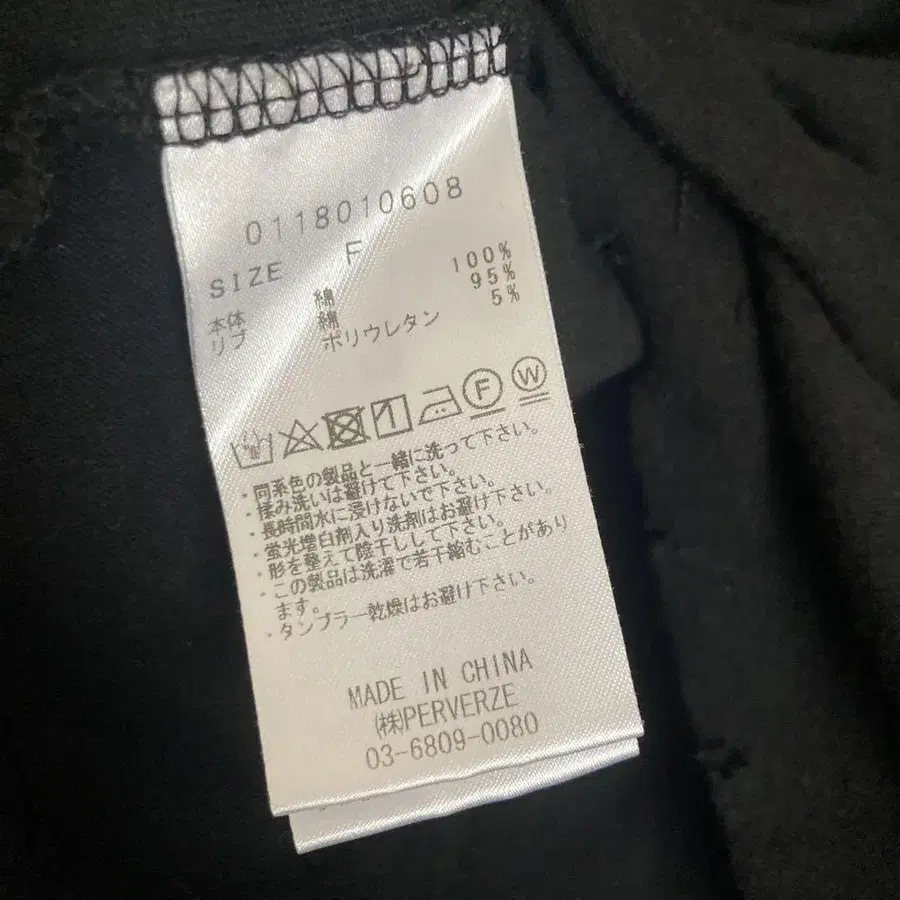 0118010608
SIZE F
本体 綿 100%
リブ 綿 95%
ポリウレタン 5%
F W
・同系色の製品と一緒に洗って下さい。
・揉み洗いは避けて下さい。
・長時間水に浸けないで下さい。
・蛍光増白剤入り洗剤はお避け下さい。
・形を整えて陰干しして下さい。
・この製品は洗濯で若干縮むことがあり
ます。
・タンブラー乾燥はお避け下さい。
MADE IN CHINA
㈱PERVERZE
03-6809-0080